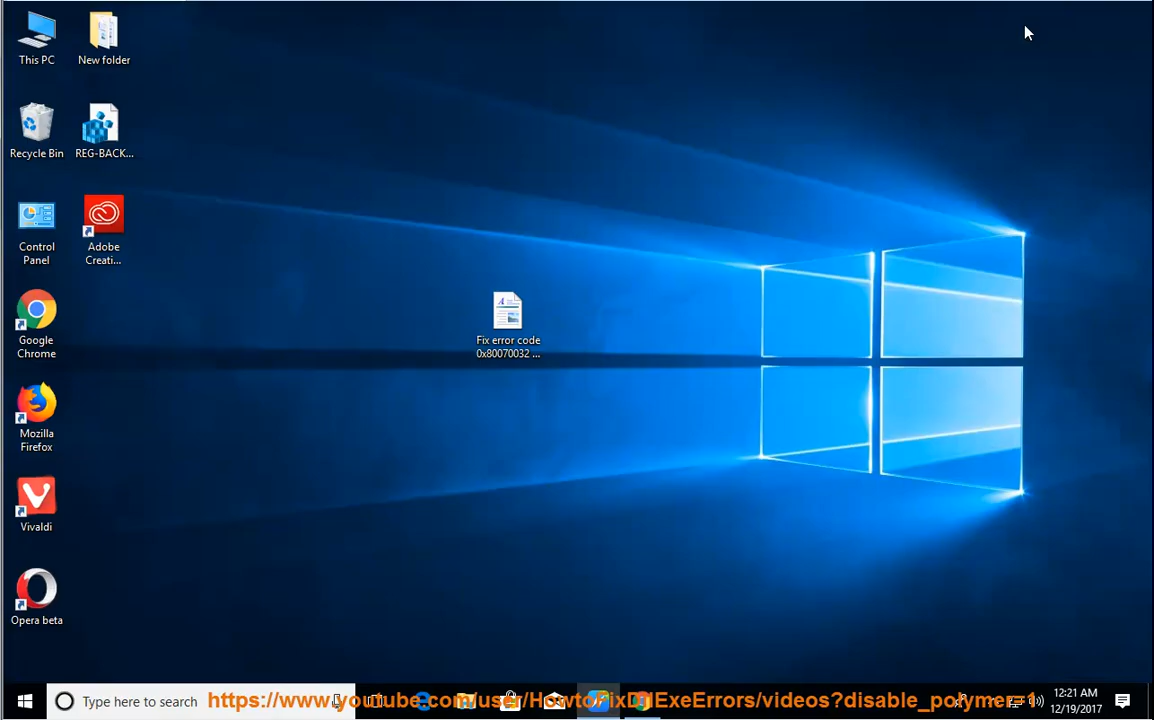 This PC
New folder
Recycle Bin
REG-BACK...
Control
Panel
Adobe
Creati...
Google
Chrome
Fix error code
0x80070032 ...
Mozilla
Firefox
Vivaldi
Opera beta
Type here to search
https://www.youtube.com/user/HowtoFixDllExeErrors/videos?disable_polymer=1
12:21 AM
12/19/2017